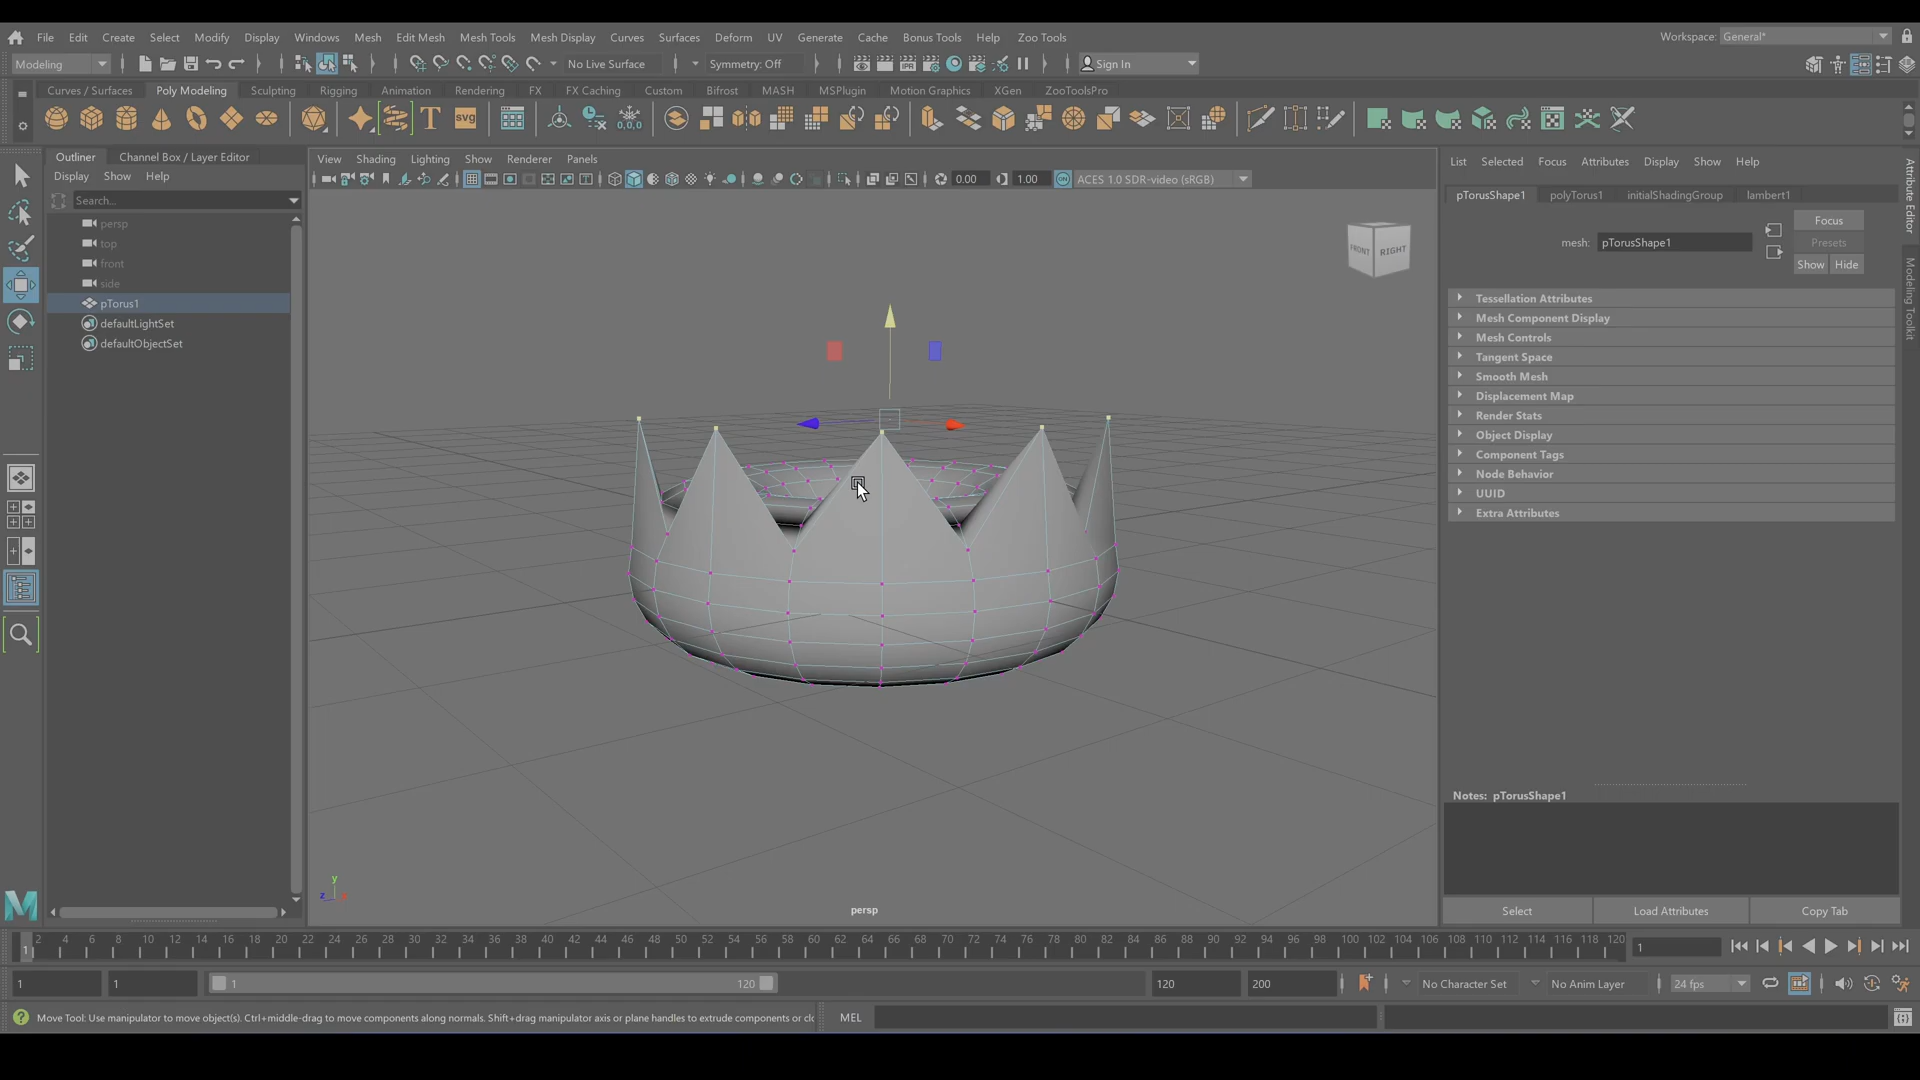 File Edit Create Select Modify Display Windows Mesh Edit Mesh Mesh Tools Mesh Display Curves Surfaces Deform UV Generate Cache Bonus Tools Help Zoo Tools Workspace: General*
Modeling No Live Surface Symmetry: Off Sign In
Curves / Surfaces Poly Modeling Sculpting Rigging Animation Rendering FX FX Caching Custom Bifrost MASH MSPlugin Motion Graphics XGen ZooToolsPro
T SVG 0,0,0
Outliner Channel Box / Layer Editor
Display Show Help
Search...
persp
top
front
side
pTorus1
defaultLightSet
defaultObjectSet
View Shading Lighting Show Renderer Panels
0.00 1.00 ON ACES 1.0 SDR-video (sRGB)
FRONT RIGHT
y
z
persp
List Selected Focus Attributes Display Show Help
pTorusShape1 polyTorus1 initialShadingGroup lambert1
Focus
mesh: pTorusShape1 Presets
Show Hide
Tessellation Attributes
Mesh Component Display
Mesh Controls
Tangent Space
Smooth Mesh
Displacement Map
Render Stats
Object Display
Component Tags
Node Behavior
UUID
Extra Attributes
Notes: pTorusShape1
Select Load Attributes Copy Tab
Attribute Editor
Modeling Toolkit
1 2 4 6 8 10 12 14 16 18 20 22 24 26 28 30 32 34 36 38 40 42 44 46 48 50 52 54 56 58 60 62 64 66 68 70 72 74 76 78 80 82 84 86 88 90 92 94 96 98 100 102 104 106 108 110 112 114 116 118 120 1
1 1 1 120 120 200 No Character Set No Anim Layer 24 fps
Move Tool: Use manipulator to move object(s). Ctrl+middle-drag to move components along normals. Shift+drag manipulator axis or plane handles to extrude components or clo MEL